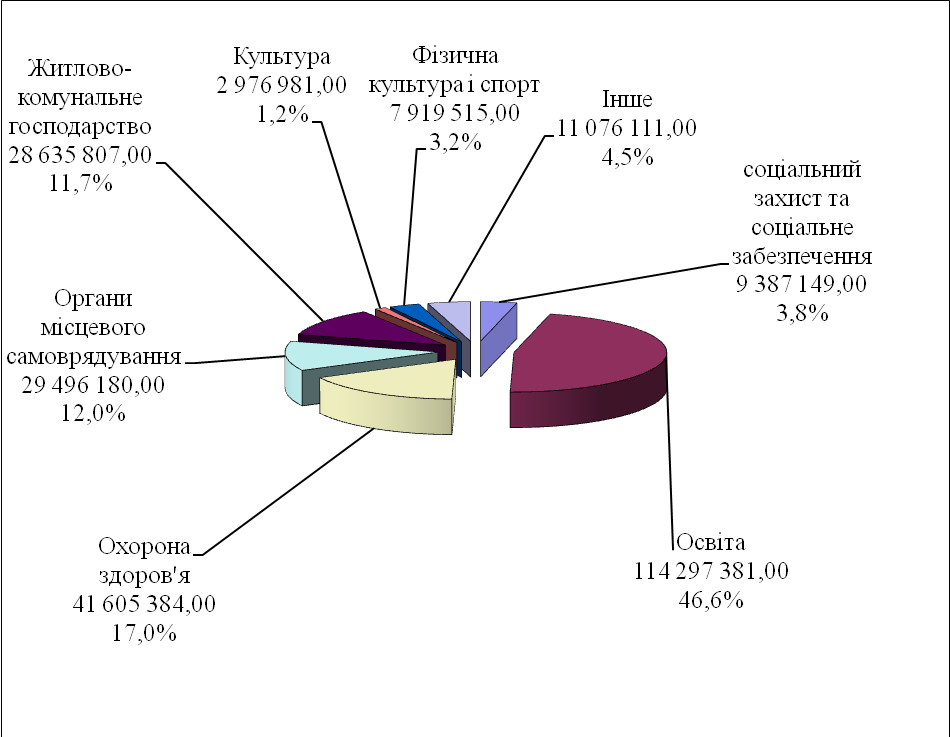 Житлово-
комунальне
господарство
28 635 807,00
11,7%
Культура
2 976 981,00
1,2%
Фізична
культура і спорт
7 919 515,00
3,2%
Інше
11 076 111,00
4,5%
соціальний
захист та
соціальне
забезпечення
9 387 149,00
3,8%
Органи
місцевого
самоврядування
29 496 180,00
12,0%
Охорона
здоров'я
41 605 384,00
17,0%
Освіта
114 297 381,00
46,6%